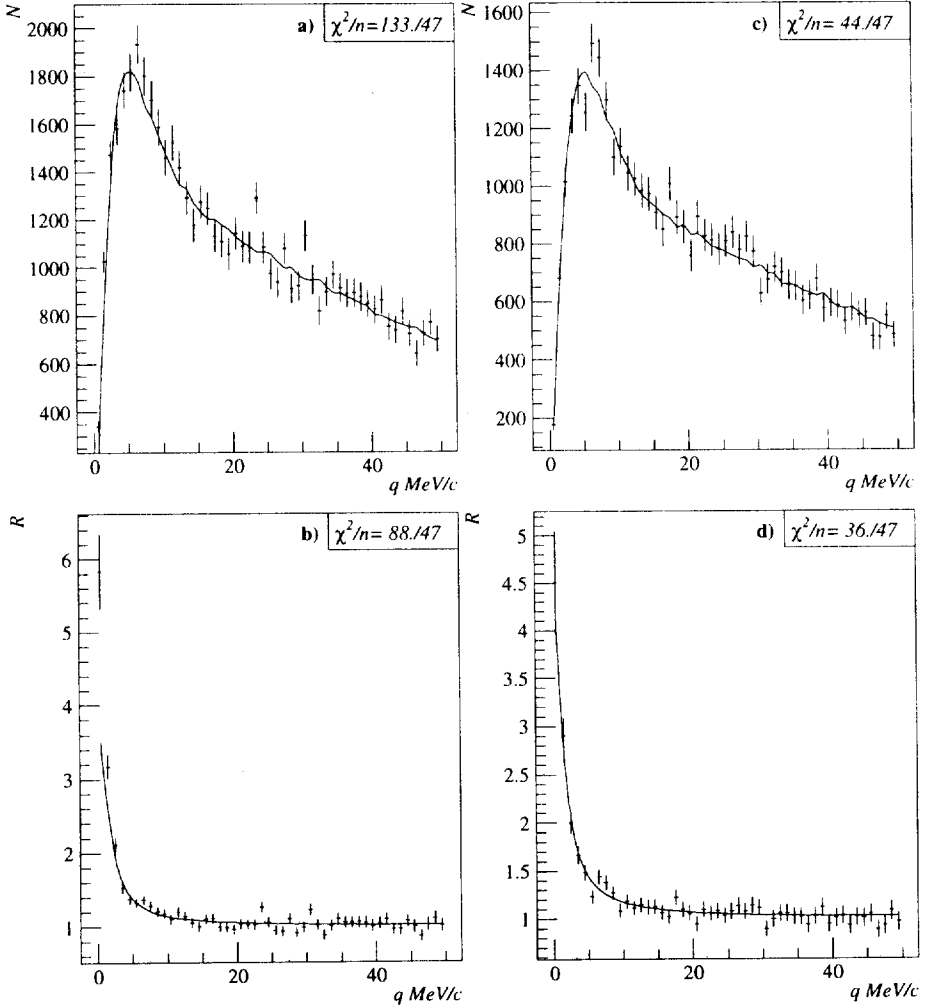 N
a) χ²/n=133./47
2000
1800
1600
1400
1200
1000
800
600
400
0 20 40
q MeV/c
N
c) χ²/n= 44./47
1600
1400
1200
1000
800
600
400
200
0 20 40
q MeV/c
R
b) χ²/n= 88./47
6
5
4
3
2
1
0 20 40
q MeV/c
R
d) χ²/n= 36./47
5
4.5
4
3.5
3
2.5
2
1.5
1
0 20 40
q MeV/c